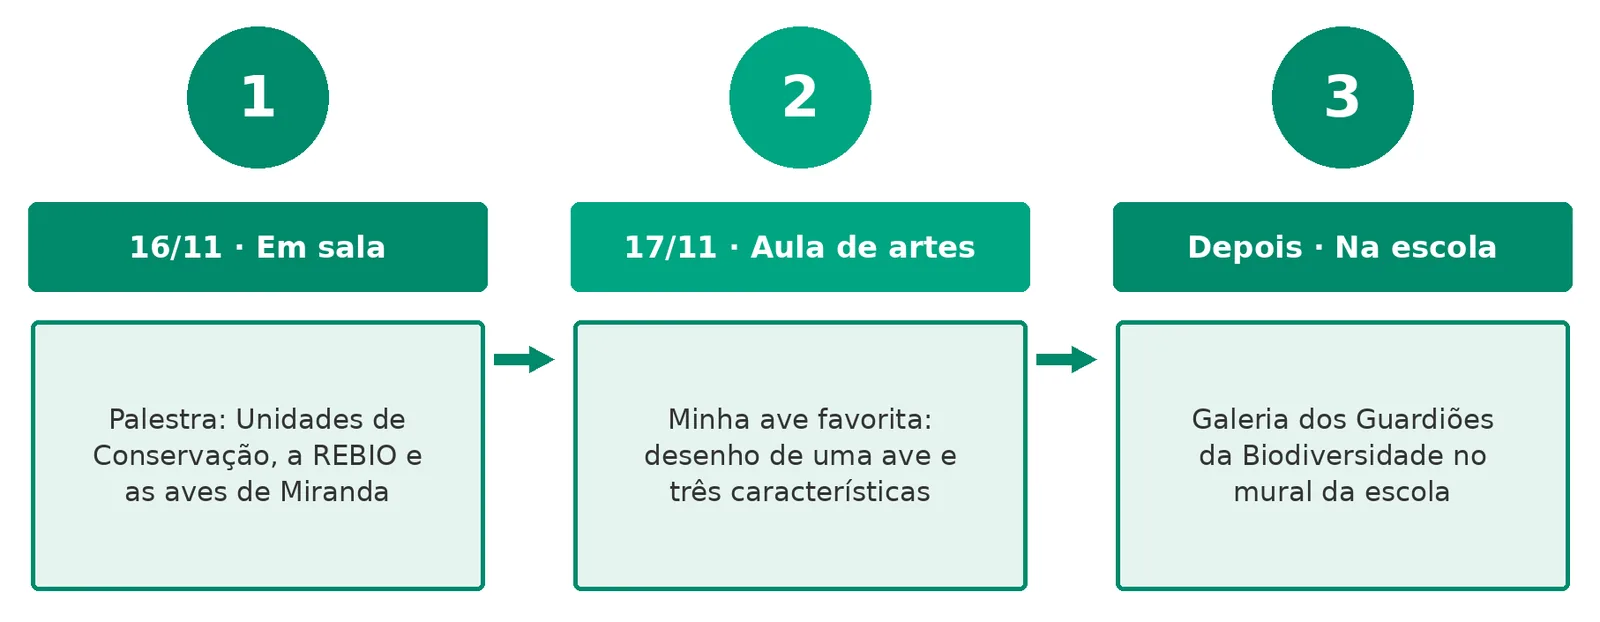 1
16/11 · Em sala
Palestra: Unidades de
Conservação, a REBIO e
as aves de Miranda
2
17/11 · Aula de artes
Minha ave favorita:
desenho de uma ave e
três características
3
Depois · Na escola
Galeria dos Guardiões
da Biodiversidade no
mural da escola